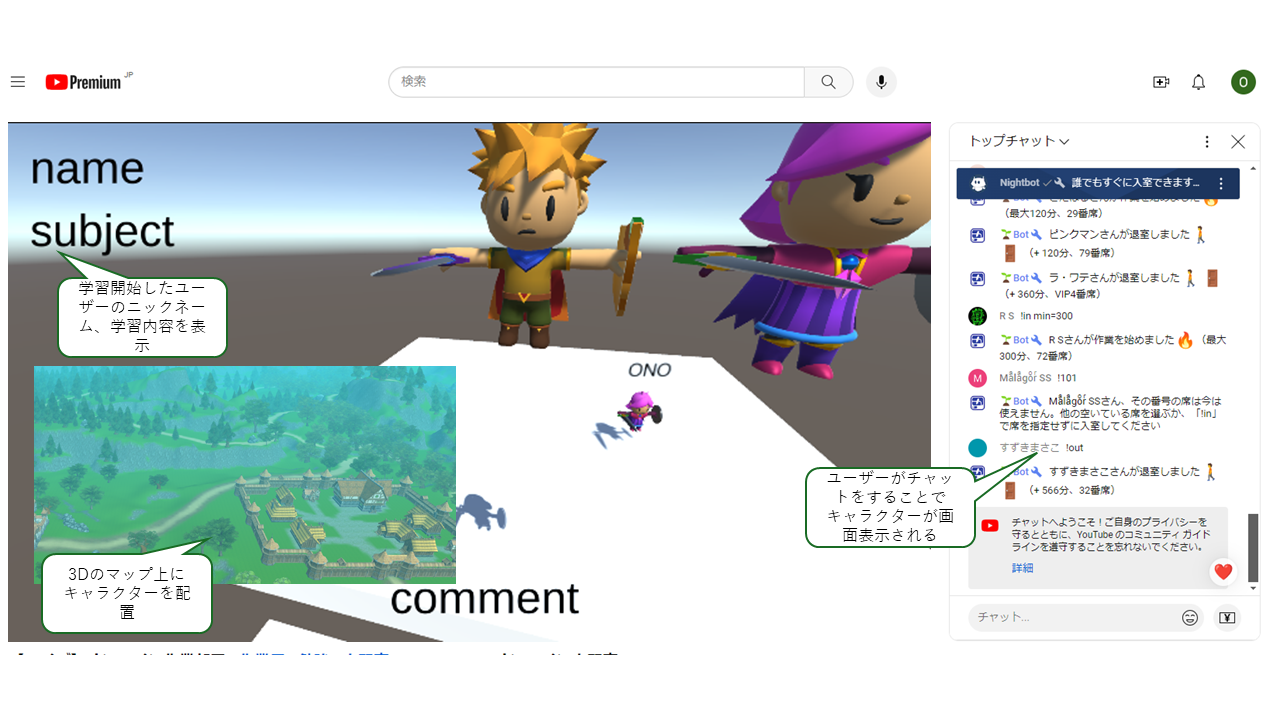 Premium JP
検索
O
name
subject
学習開始したユー
ザーのニックネー
ム、学習内容を表
示
ONO
3Dのマップ上に
キャラクターを配
置
comment
トップチャット
Nightbot 誰でもすぐに入室できます...
（最大120分、29番席）
Bot ピンクマンさんが退室しました
（+ 120分、79番席）
Bot ラ・ワテさんが退室しました
（+ 360分、VIP4番席）
R S !in min=300
Bot R Sさんが作業を始めました （最大
300分、72番席）
M Målågőř SS !101
Bot Målågőř SSさん、その番号の席は今は
使えません。他の空いている席を選ぶか、「!in」
で席を指定せずに入室してください
すずきまさこ !out
Bot すずきまさこさんが退室しました
（+ 566分、32番席）
ユーザーがチャッ
トをすることで
キャラクターが画
面表示される
チャットへようこそ！ご自身のプライバシーを
守るとともに、YouTube のコミュニティ ガイド
ラインを遵守することを忘れないでください。
詳細
チャット...